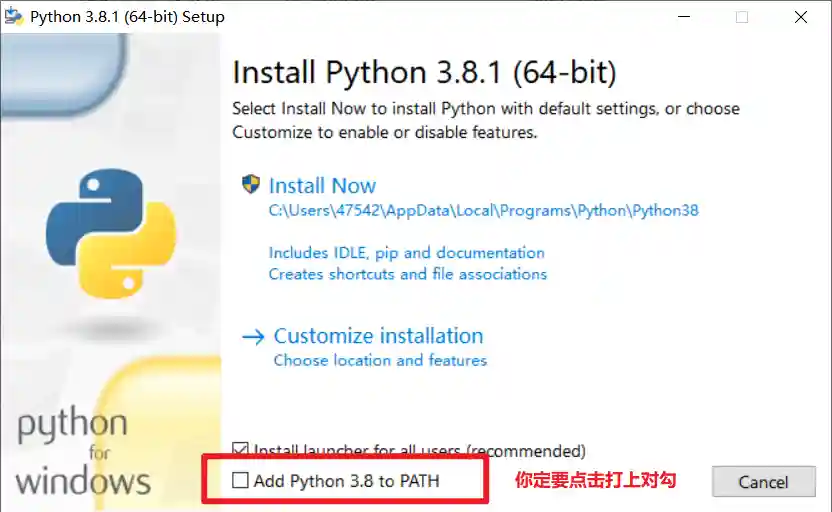 Python 3.8.1 (64-bit) Setup
Install Python 3.8.1 (64-bit)
Select Install Now to install Python with default settings, or choose
Customize to enable or disable features.
Install Now
C:\Users\47542\AppData\Local\Programs\Python\Python38
Includes IDLE, pip and documentation
Creates shortcuts and file associations
Customize installation
Choose location and features
python
for
windows
Install launcher for all users (recommended)
Add Python 3.8 to PATH
你定要点击打上对勾
Cancel